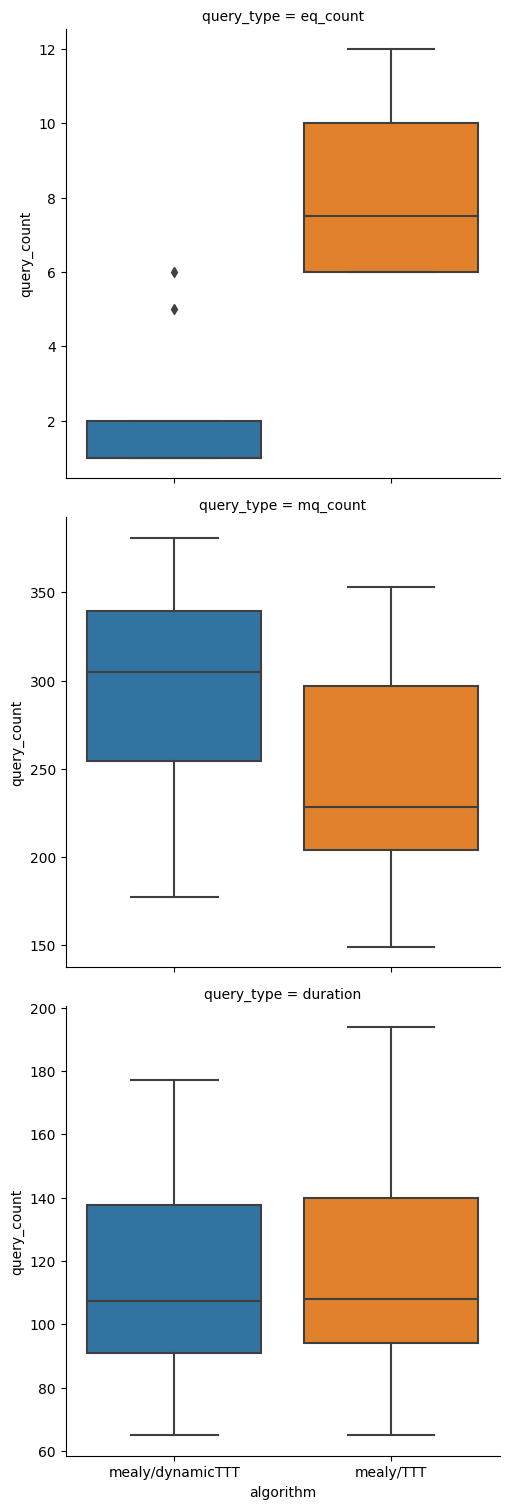 query_type = eq_count
12
10
8
6
4
2
query_count
query_type = mq_count
350
300
250
200
150
query_count
query_type = duration
200
180
160
140
120
100
80
60
query_count
mealy/dynamicTTT mealy/TTT
algorithm